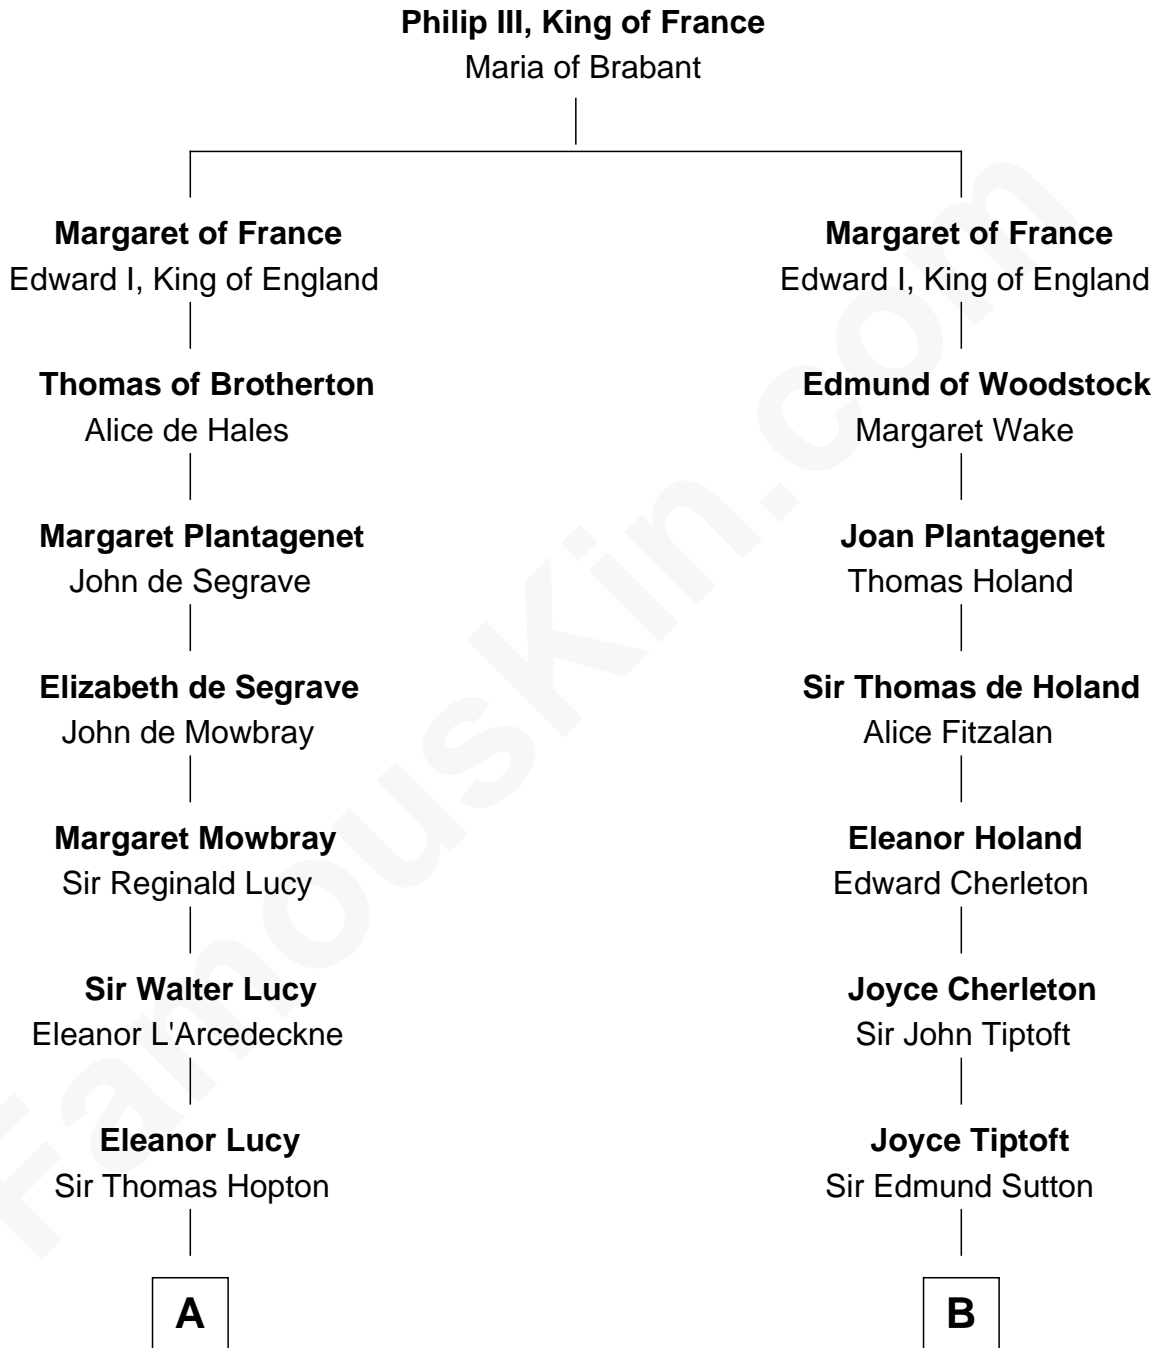 Philip III, King of France
Maria of Brabant
Margaret of France
Edward I, King of England
Margaret of France
Edward I, King of England
Thomas of Brotherton
Alice de Hales
Edmund of Woodstock
Margaret Wake
Margaret Plantagenet
John de Segrave
Joan Plantagenet
Thomas Holand
Elizabeth de Segrave
John de Mowbray
Sir Thomas de Holand
Alice Fitzalan
Margaret Mowbray
Sir Reginald Lucy
Eleanor Holand
Edward Cherleton
Sir Walter Lucy
Eleanor L'Arcedeckne
Joyce Cherleton
Sir John Tiptoft
Eleanor Lucy
Sir Thomas Hopton
Joyce Tiptoft
Sir Edmund Sutton
A
B
FamousKin.com